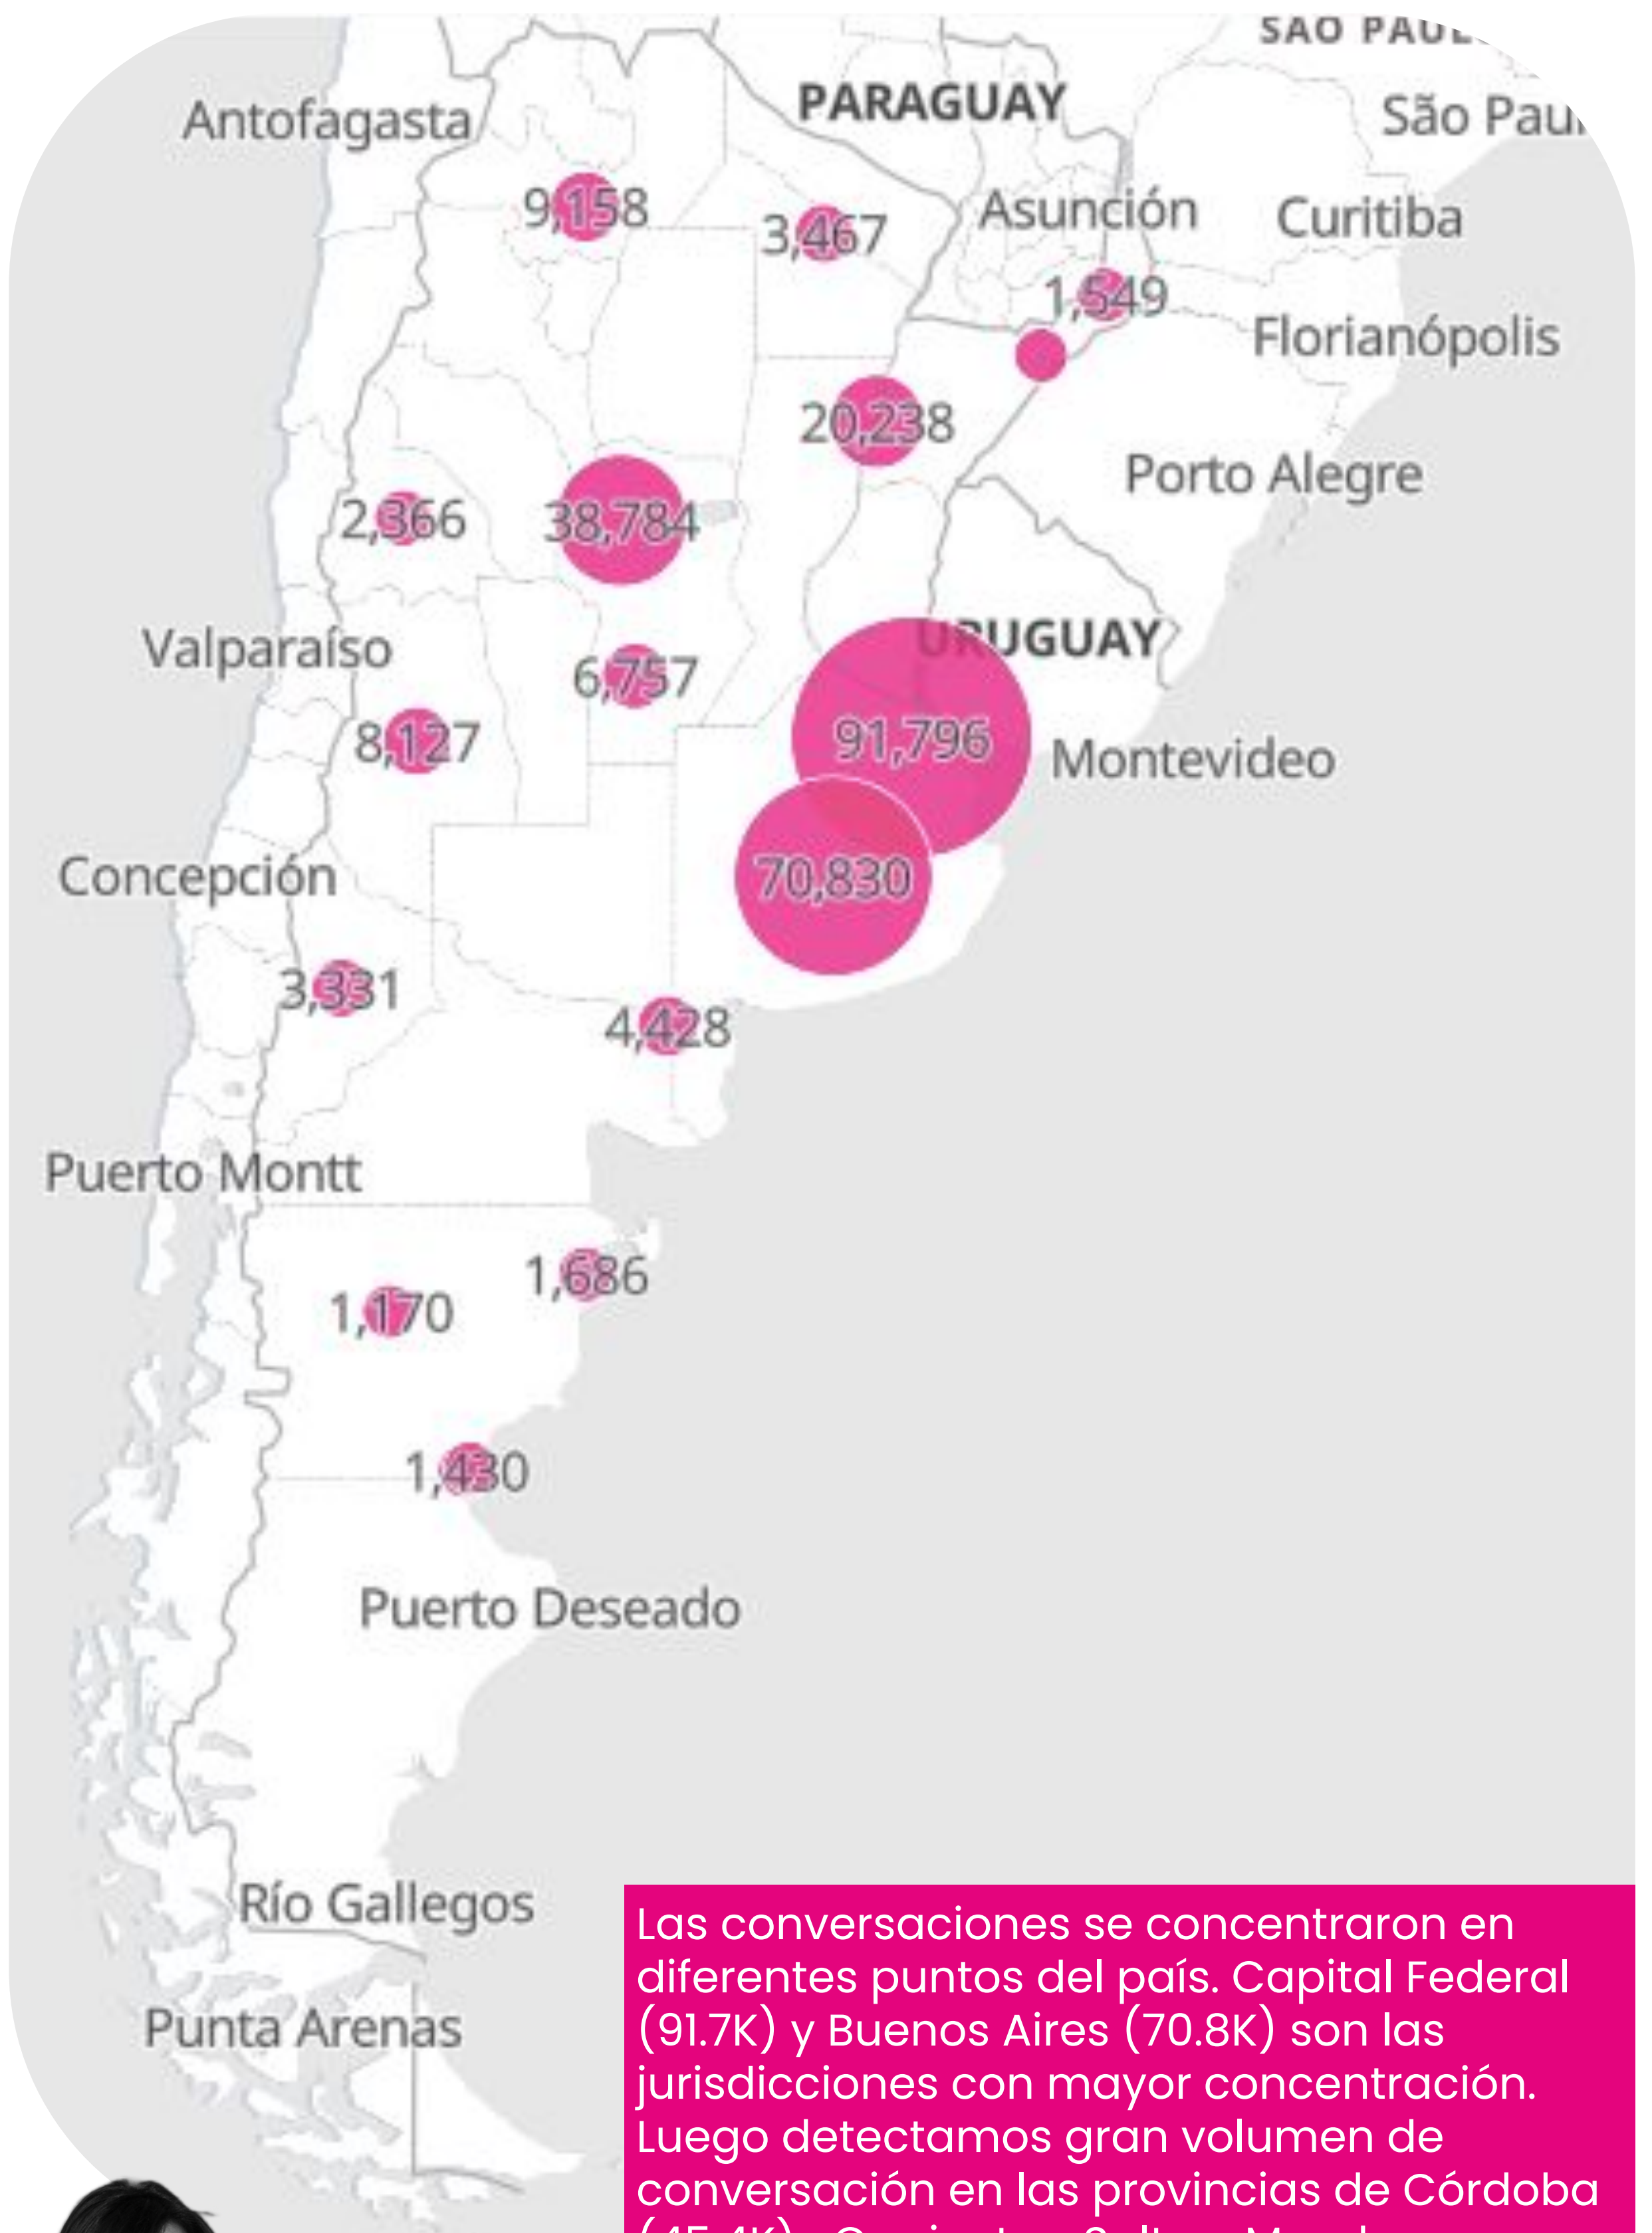 SÃO
PARAGUAY
Antofagasta
São
9,158
3,467
Asunción
Curitiba
1,549
Florianópolis
20,238
Porto Alegre
2,366
38,784
URUGUAY
Valparaíso
6,757
8,127
91,796
Montevideo
Concepción
70,830
3,331
4,428
Puerto Montt
1,686
1,170
1,430
Puerto Deseado
Río Gallegos
Punta Arenas
Las conversaciones se concentraron en
diferentes puntos del país. Capital Federal
(91.7K) y Buenos Aires (70.8K) son las
jurisdicciones con mayor concentración.
Luego detectamos gran volumen de
conversación en las provincias de Córdoba